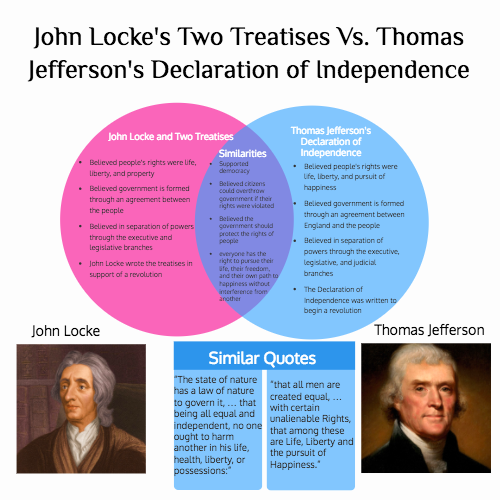 John Locke's Two Treatises Vs. Thomas
Jefferson's Declaration of Independence
John Locke and Two Treatises
• Believed people's rights were life,
liberty, and property
• Believed government is formed
through an agreement between
the people
• Believed in separation of powers
through the executive and
legislative branches
• John Locke wrote the treatises in
support of a revolution
Similarities
• Supported
democracy
• Believed citizens
could overthrow
government if their
rights were violated
• Believed the
government should
protect the rights of
people
• everyone has the
right to pursue their
life, their freedom,
and their own path to
happiness without
interference from
another
Thomas Jefferson's
Declaration of
Independence
• Believed people's rights were
life, liberty, and pursuit of
happiness
• Believed government is formed
through an agreement between
England and the people
• Believed in separation of
powers through the executive,
legislative, and judicial
branches
• The Declaration of
Independence was written to
begin a revolution
John Locke
Thomas Jefferson
Similar Quotes
"The state of nature
has a law of nature
to govern it, … that
being all equal and
independent, no one
ought to harm
another in his life,
health, liberty, or
possessions:"
"that all men are
created equal, …
with certain
unalienable Rights,
that among these
are Life, Liberty and
the pursuit of
Happiness."